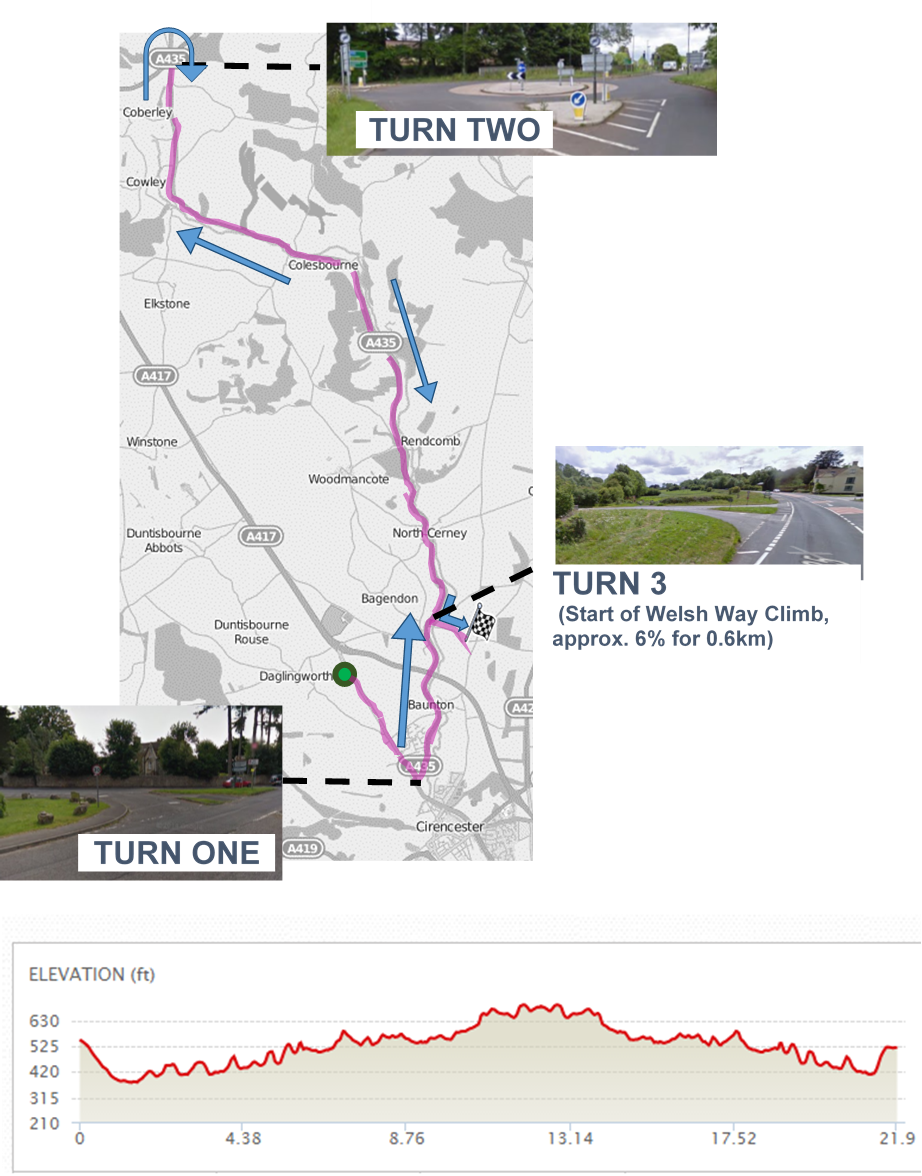 A435
TURN TWO
Coberley
Cowley
Colesbourne
Elkstone
A435
A417
Winstone
Rendcomb
Woodmancote
North Cerney
A417
Duntisbourne
Abbots
TURN 3
(Start of Welsh Way Climb,
approx. 6% for 0.6km)
Bagendon
Duntisbourne
Rouse
Daglingworth
Baunton
A42
A435
Cirencester
A419
TURN ONE
ELEVATION (ft)
630
525
420
315
210
0 4.38 8.76 13.14 17.52 21.9